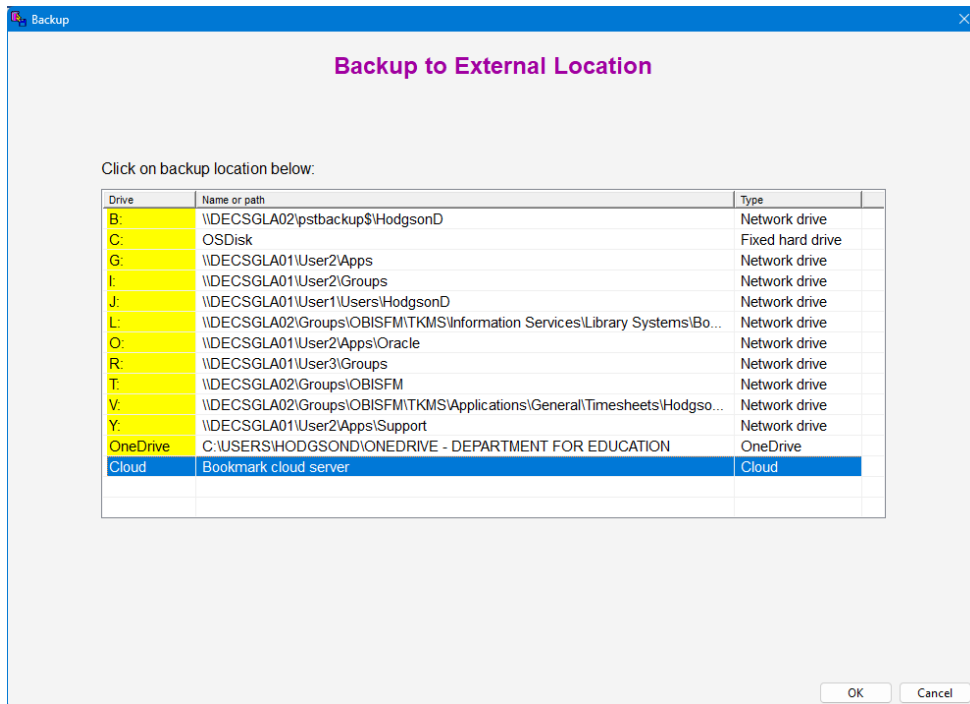 Backup
Backup to External Location
Click on backup location below:
Drive Name or path Type
B: \\DECSGLA02\pstbackup$\HodgsonD Network drive
C: OSDisk Fixed hard drive
G: \\DECSGLA01\User2\Apps Network drive
I: \\DECSGLA01\User2\Groups Network drive
J: \\DECSGLA01\User1\Users\HodgsonD Network drive
L: \\DECSGLA02\Groups\OBISFM\TKMS\Information Services\Library Systems\Bo... Network drive
O: \\DECSGLA01\User2\Apps\Oracle Network drive
R: \\DECSGLA01\User3\Groups Network drive
T: \\DECSGLA02\Groups\OBISFM Network drive
V: \\DECSGLA02\Groups\OBISFM\TKMS\Applications\General\Timesheets\Hodgso... Network drive
Y: \\DECSGLA01\User2\Apps\Support Network drive
OneDrive C:\USERS\HODGSOND\ONEDRIVE - DEPARTMENT FOR EDUCATION OneDrive
Cloud Bookmark cloud server Cloud
OK Cancel